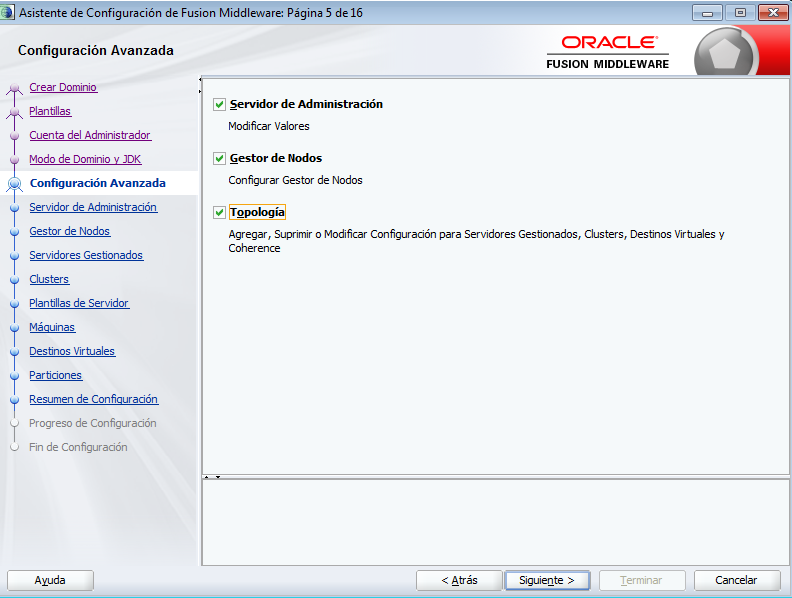 Asistente de Configuración de Fusion Middleware: Página 5 de 16
Configuración Avanzada
ORACLE
FUSION MIDDLEWARE
Crear Dominio
Plantillas
Cuenta del Administrador
Modo de Dominio y JDK
Configuración Avanzada
Servidor de Administración
Gestor de Nodos
Servidores Gestionados
Clusters
Plantillas de Servidor
Máquinas
Destinos Virtuales
Particiones
Resumen de Configuración
Progreso de Configuración
Fin de Configuración
Servidor de Administración
Modificar Valores
Gestor de Nodos
Configurar Gestor de Nodos
Topología
Agregar, Suprimir o Modificar Configuración para Servidores Gestionados, Clusters, Destinos Virtuales y
Coherence
Ayuda
< Atrás
Siguiente >
Terminar
Cancelar